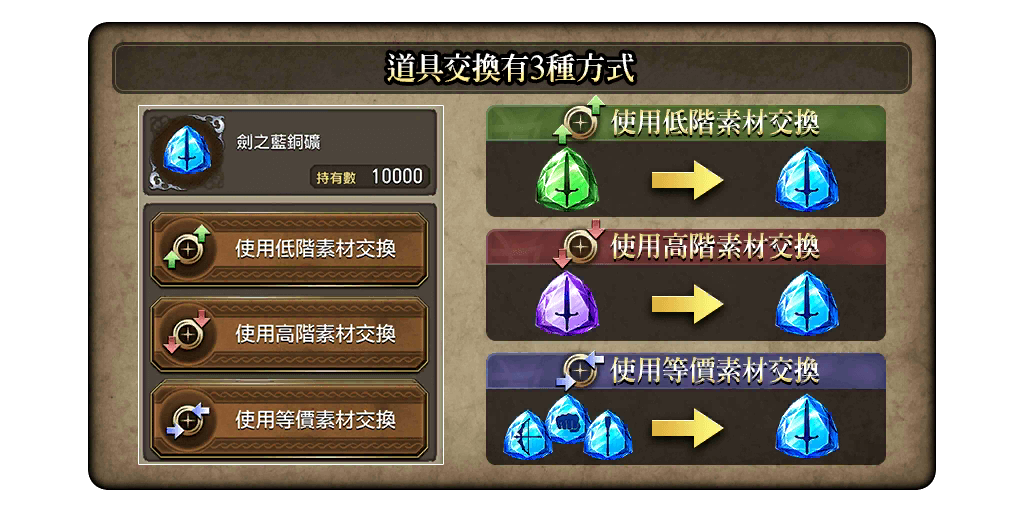 道具交換有3種方式
劍之藍銅礦
持有數 10000
使用低階素材交換
使用高階素材交換
使用等價素材交換
使用低階素材交換
使用高階素材交換
使用等價素材交換